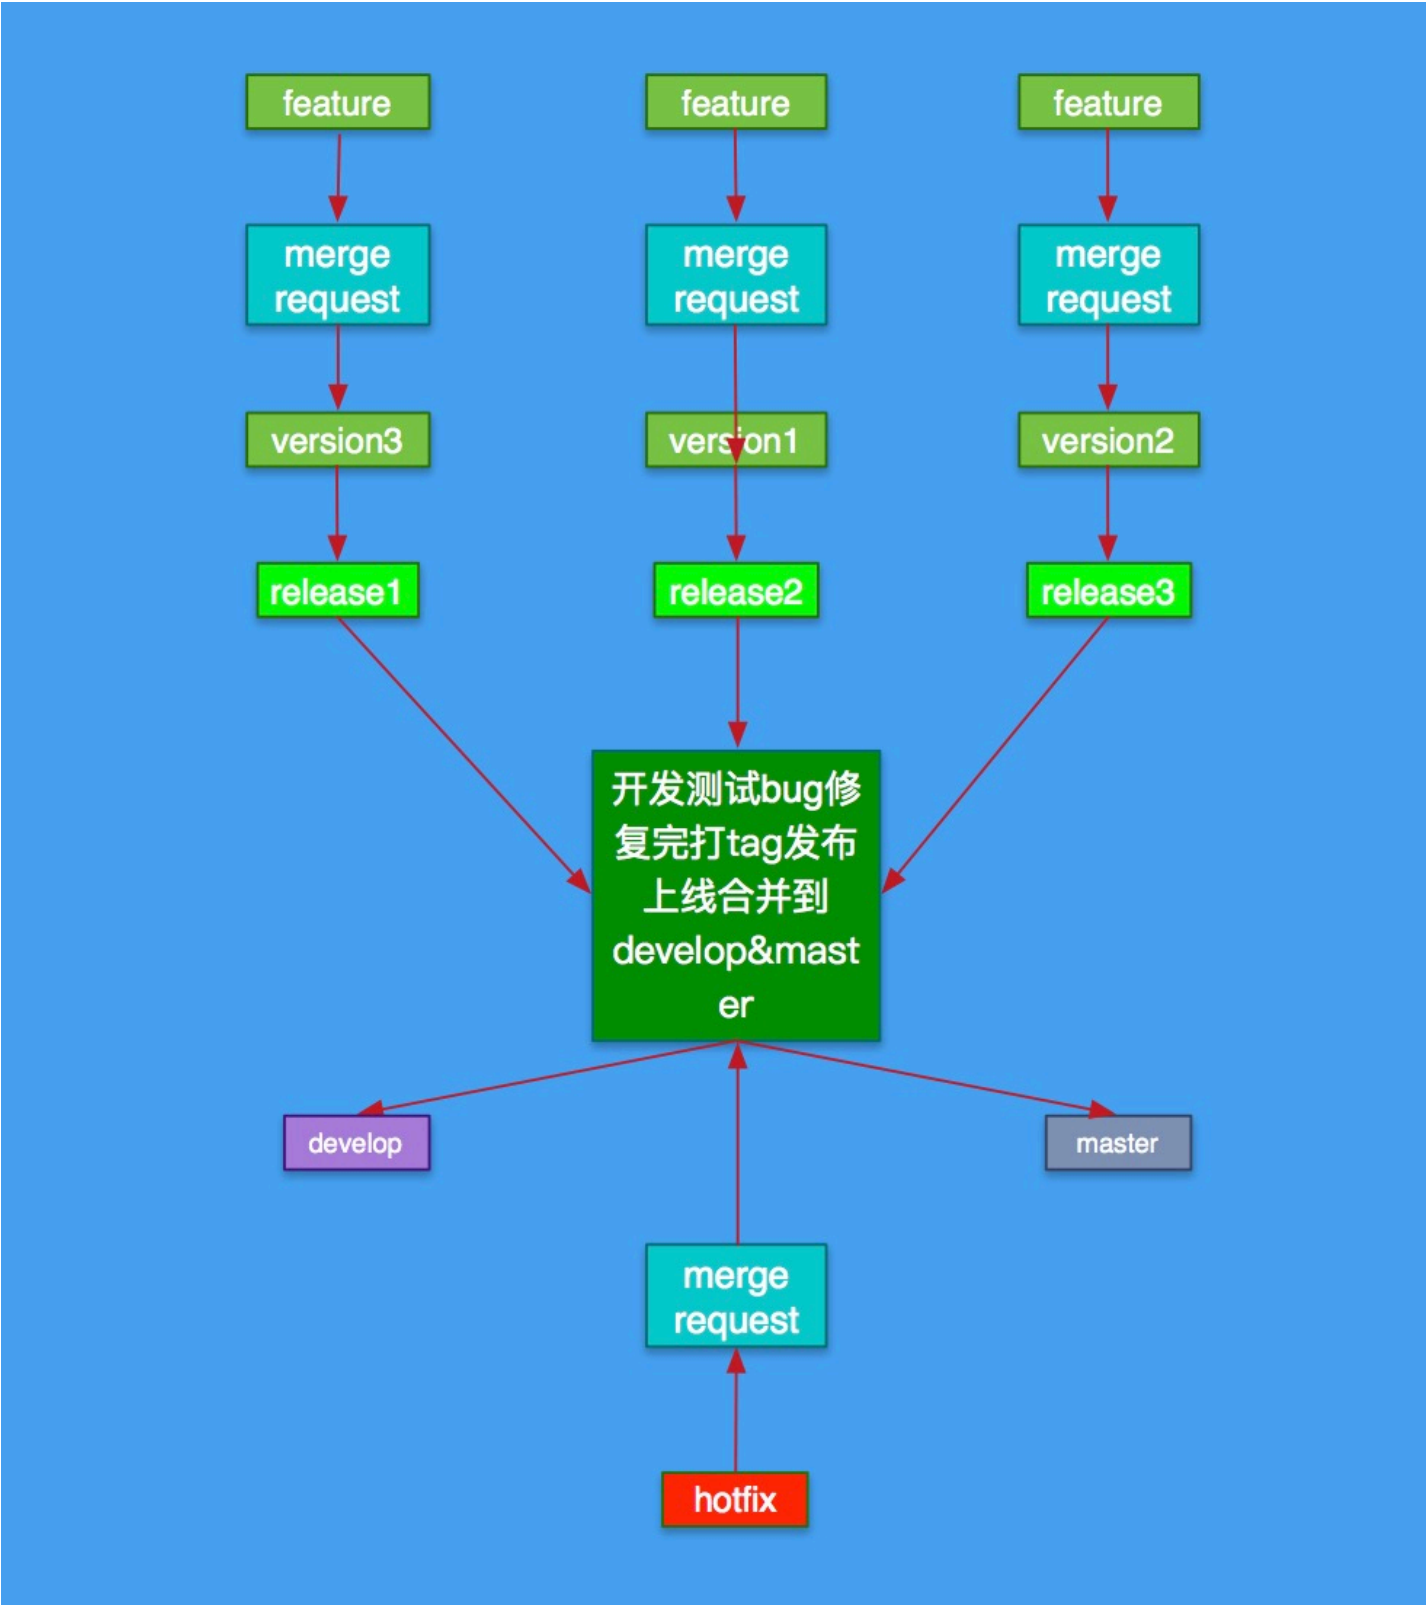 feature
feature
feature
merge
request
merge
request
merge
request
version3
version1
version2
release1
release2
release3
开发测试bug修
复完打tag发布
上线合并到
develop&mast
er
develop
master
merge
request
hotfix